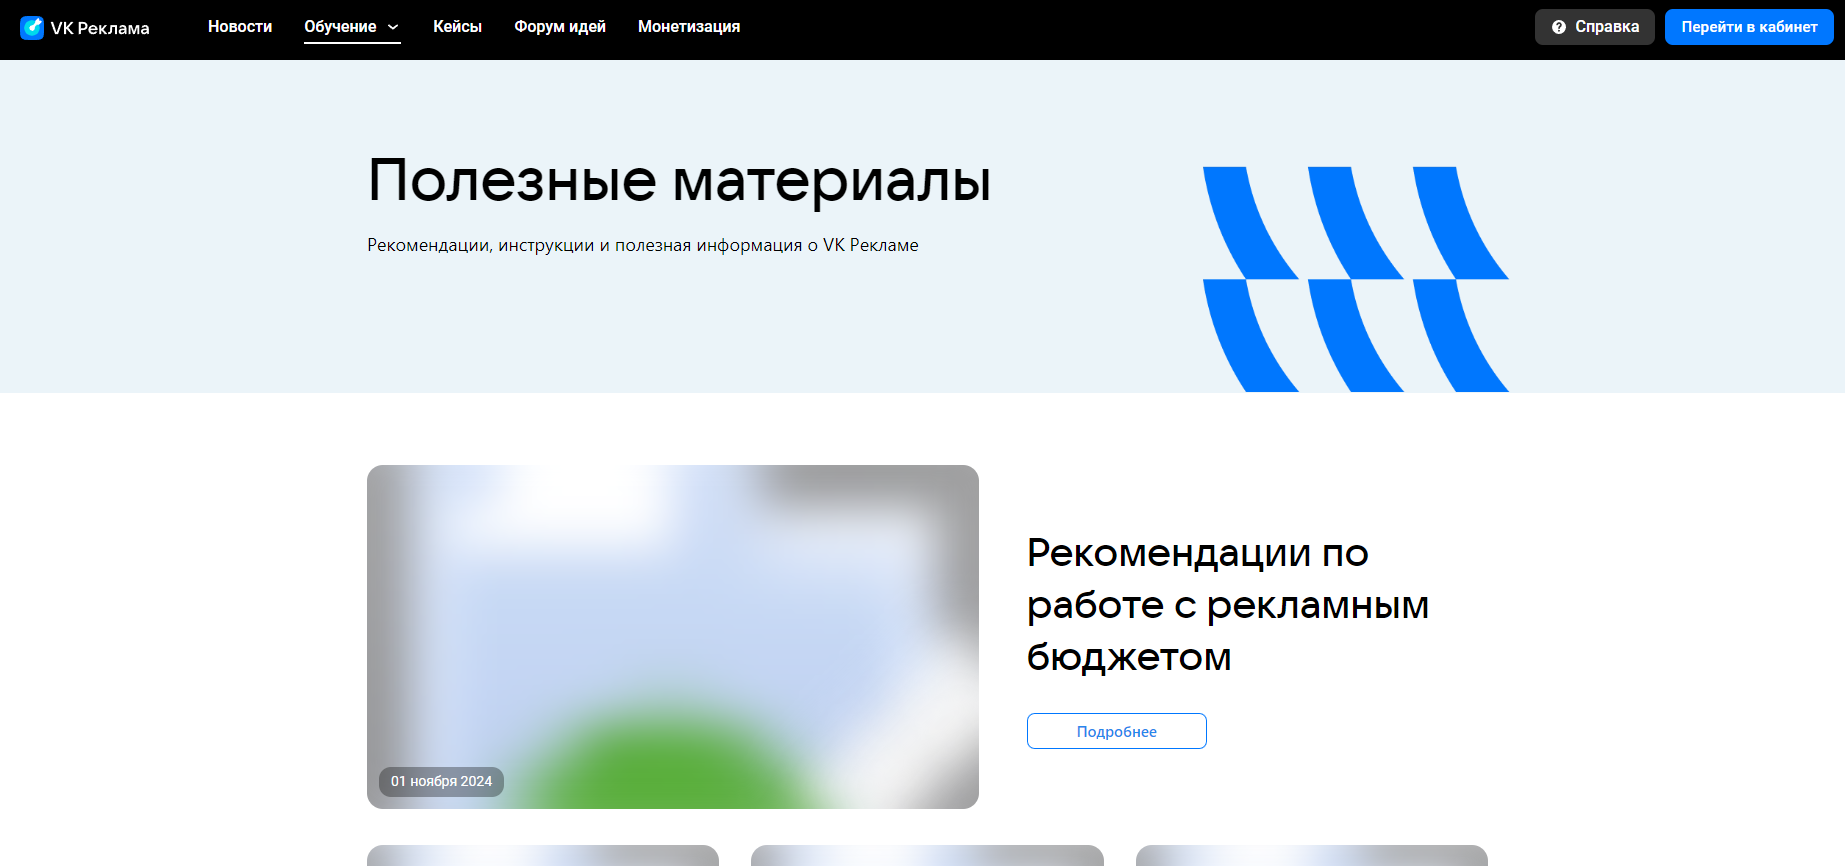 VK Реклама
Новости
Обучение
Кейсы
Форум идей
Монетизация
Справка
Перейти в кабинет
Полезные материалы
Рекомендации, инструкции и полезная информация о VK Рекламе
01 ноября 2024
Рекомендации по
работе с рекламным
бюджетом
Подробнее